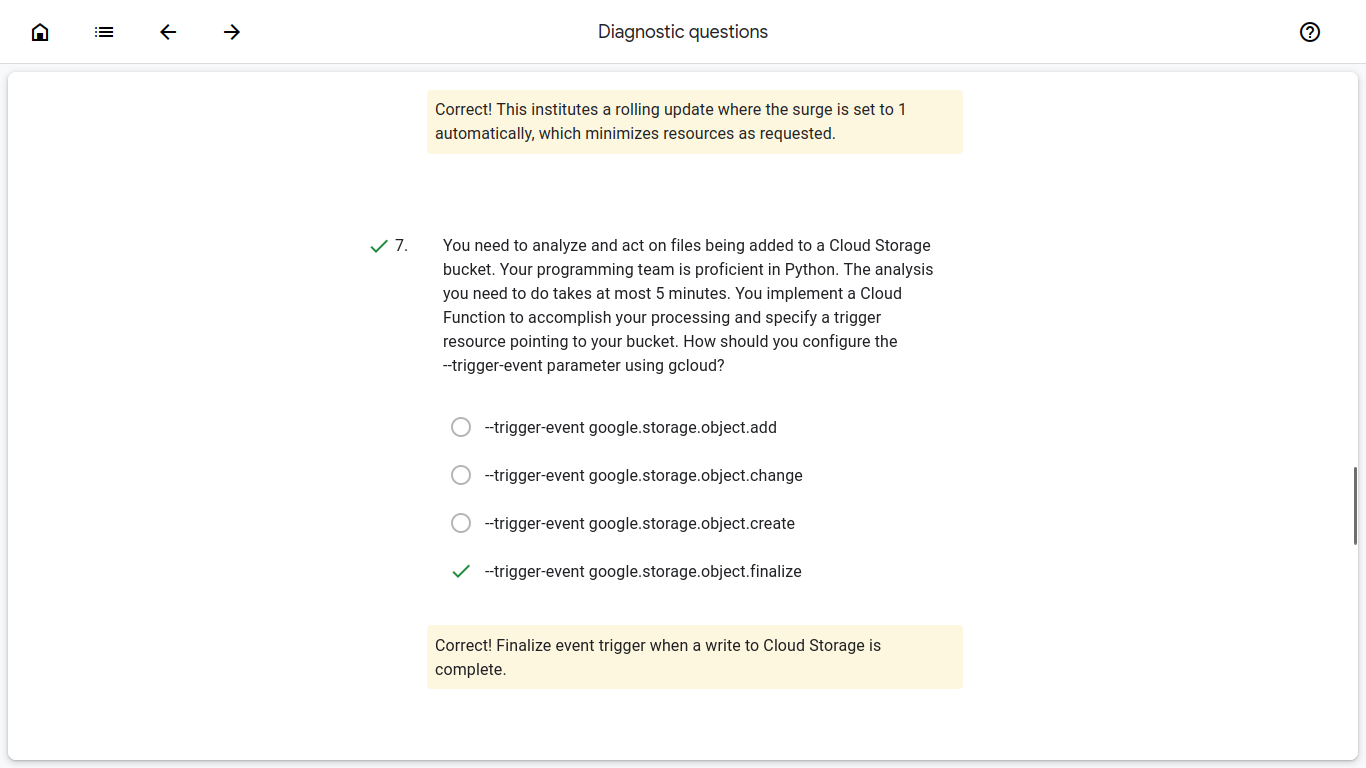 Diagnostic questions
Correct! This institutes a rolling update where the surge is set to 1
automatically, which minimizes resources as requested.
7.
You need to analyze and act on files being added to a Cloud Storage
bucket. Your programming team is proficient in Python. The analysis
you need to do takes at most 5 minutes. You implement a Cloud
Function to accomplish your processing and specify a trigger
resource pointing to your bucket. How should you configure the
--trigger-event parameter using gcloud?
--trigger-event google.storage.object.add
--trigger-event google.storage.object.change
--trigger-event google.storage.object.create
--trigger-event google.storage.object.finalize
Correct! Finalize event trigger when a write to Cloud Storage is
complete.